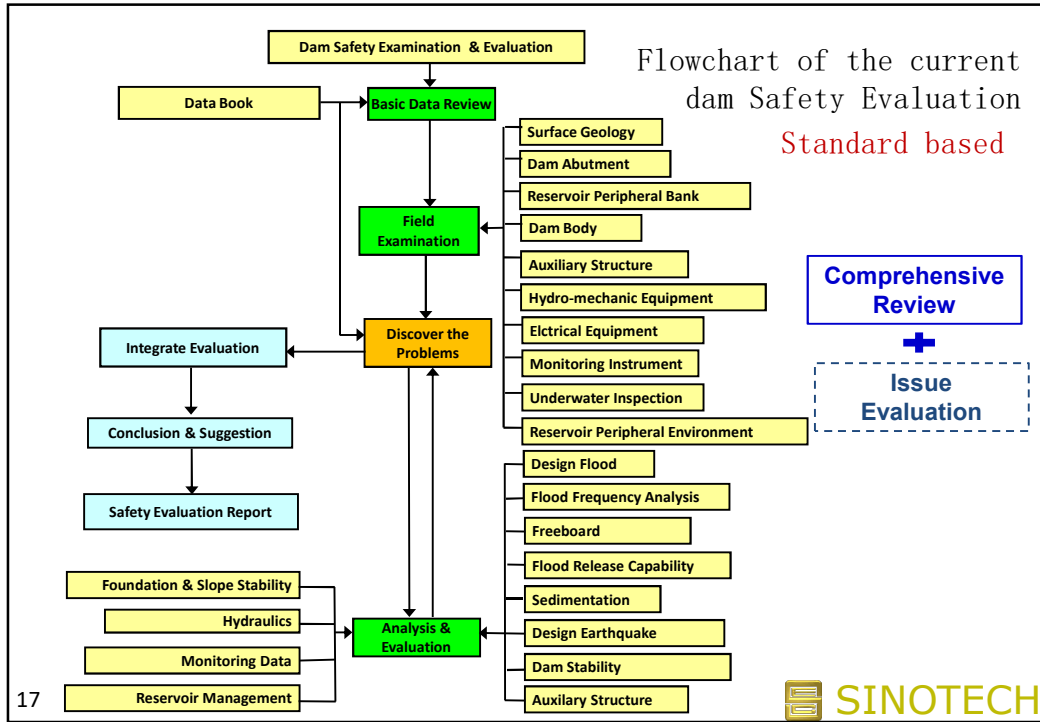 Dam Safety Examination & Evaluation
Flowchart of the current
dam Safety Evaluation
Standard based
Data Book
Basic Data Review
Surface Geology
Dam Abutment
Reservoir Peripheral Bank
Field
Examination
Dam Body
Auxiliary Structure
Hydro-mechanic Equipment
Elctrical Equipment
Monitoring Instrument
Underwater Inspection
Reservoir Peripheral Environment
Comprehensive
Review
Issue
Evaluation
Discover the
Problems
Integrate Evaluation
Conclusion & Suggestion
Safety Evaluation Report
Design Flood
Flood Frequency Analysis
Freeboard
Flood Release Capability
Sedimentation
Design Earthquake
Dam Stability
Auxilary Structure
Foundation & Slope Stability
Hydraulics
Monitoring Data
Reservoir Management
Analysis &
Evaluation
17
SINOTECH